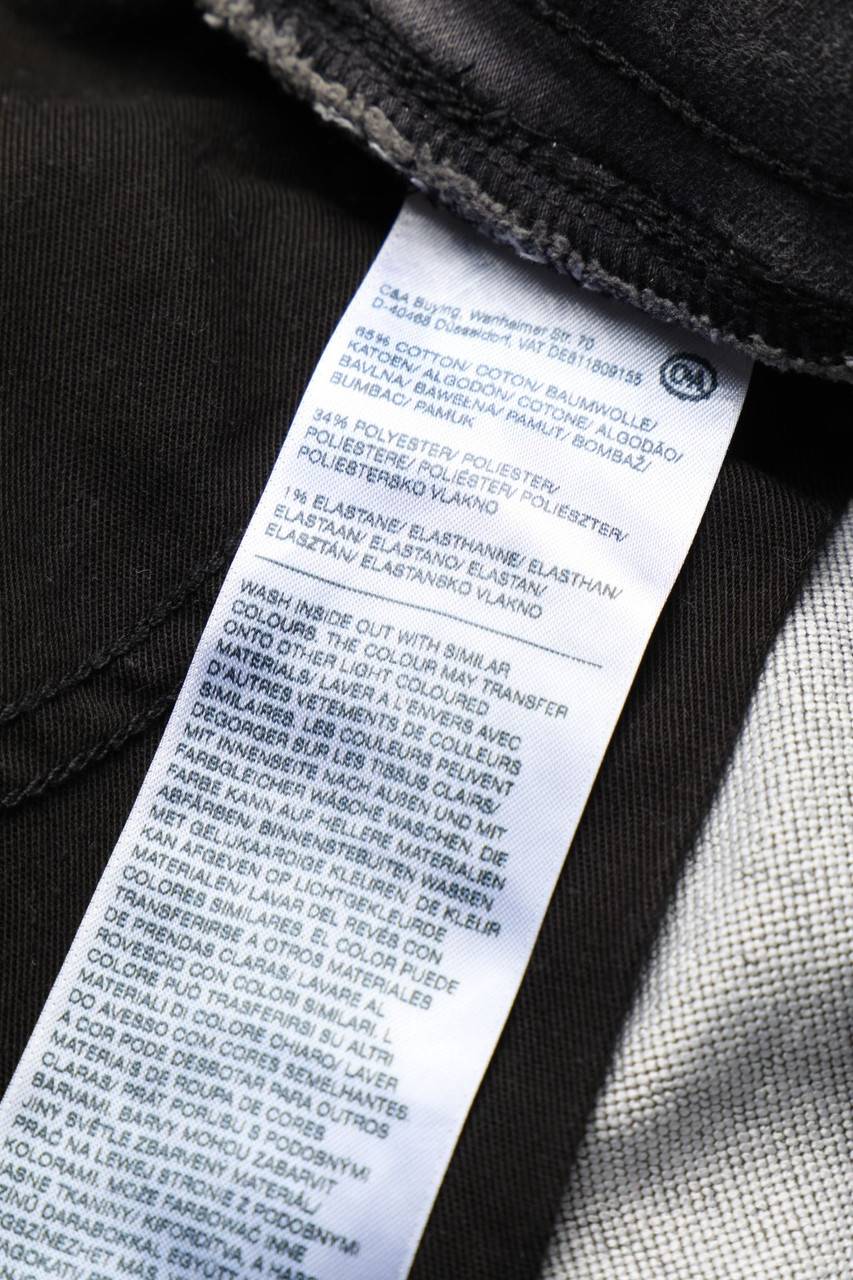 C&A Buying, Wanheimer Str. 70
D-40468 Düsseldorf, VAT DE811809155
C&A
65% COTTON/ COTON/ BAUMWOLLE/
KATOEN/ ALGODÓN/ COTONE/ ALGODÃO/
BAVLNA/ BAWEŁNA/ PAMUT/ BOMBAŽ/
BUMBAC/ PAMUK
34% POLYESTER/ POLIESTER/
POLIESTERE/ POLIÉSTER/ POLIESZTER/
POLIESTERSKO VLAKNO
1% ELASTANE/ ELASTHANNE/ ELASTHAN/
ELASTAAN/ ELASTANO/ ELASTAN/
ELASZTÁN/ ELASTANSKO VLAKNO
WASH INSIDE OUT WITH SIMILAR
COLOURS. THE COLOUR MAY TRANSFER
ONTO OTHER LIGHT COLOURED
MATERIALS/ LAVER A L'ENVERS AVEC
D'AUTRES VETEMENTS DE COULEURS
SIMILAIRES. LES COULEURS PEUVENT
DEGORGER SUR LES TISSUS CLAIRS/
MIT INNENSEITE NACH AUßEN UND MIT
FARBGLEICHER WÄSCHE WASCHEN, DIE
FARBE KANN AUF HELLERE MATERIALIEN
ABFÄRBEN/ BINNENSTEBUITEN WASSEN
MET GELIJKAARDIGE KLEUREN. DE KLEUR
KAN AFGEVEN OP LICHTGEKLEURDE
MATERIALEN/ LAVAR DEL REVÉS CON
COLORES SIMILARES. EL COLOR PUEDE
TRANSFERIRSE A OTROS MATERIALES
DE PRENDAS CLARAS/ LAVARE AL
ROVESCIO CON COLORI SIMILARI. L
COLORE PUÒ TRASFERIRSI SU ALTRI
MATERIALI DI COLORE CHIARO/ LAVER
DO AVESSO COM CORES SEMELHANTES.
A COR PODE DESBOTAR PARA OUTROS
MATERIAIS DE ROUPA DE CORES
CLARAS/ PRÁT PORUBU S PODOBNÝMI
BARVAMI. BARVY MOHOU ZABARVIT
JINÝ SVĚTLE ZBARVENÝ MATERIÁL/
PRAĆ NA LEWEJ STRONIE Z PODOBNYMI
KOLORAMI. MOŻE FARBOWAĆ INNE
JASNE TKANINY/ KIFORDÍTVA, A HAS
SZÍNŰ DARABOKKAL EGYÜTT
MEGSZÍNEZHET MÁS,